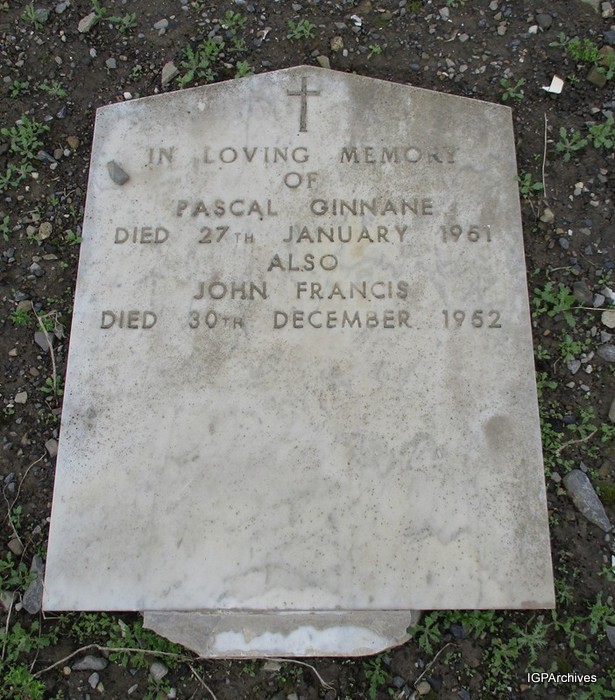 IN LOVING MEMORY
OF
PASCAL GINNANE
DIED 27TH JANUARY 1951
ALSO
JOHN FRANCIS
DIED 30TH DECEMBER 1952
IGPArchives